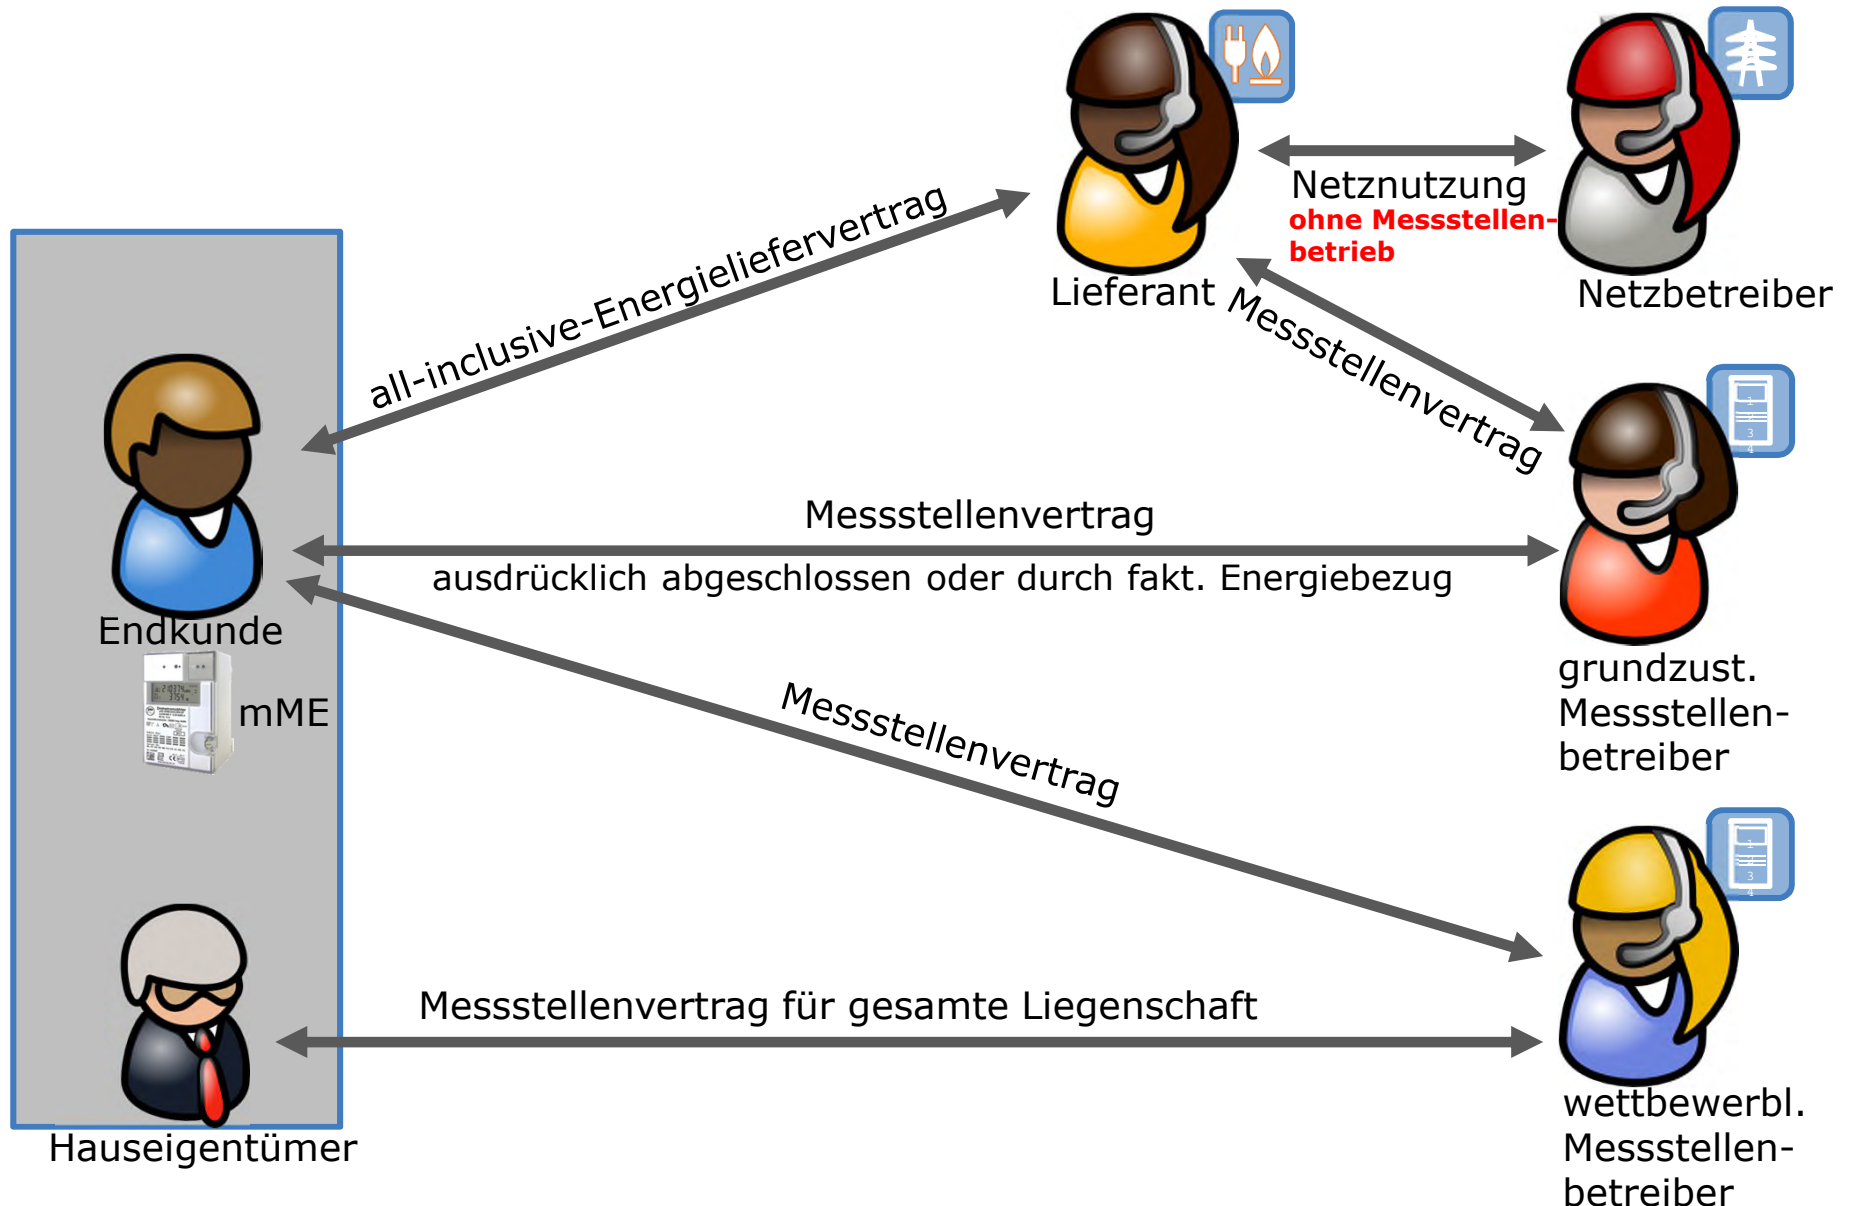 Netznutzung
ohne Messstellen-
betrieb
Lieferant
Netzbetreiber
all-inclusive-Energieliefervertrag
Messstellenvertrag
Messstellenvertrag
ausdrücklich abgeschlossen oder durch fakt. Energiebezug
Endkunde
mME
grundzust.
Messstellen-
betreiber
Messstellenvertrag
Messstellenvertrag für gesamte Liegenschaft
Hauseigentümer
wettbewerbl.
Messstellen-
betreiber